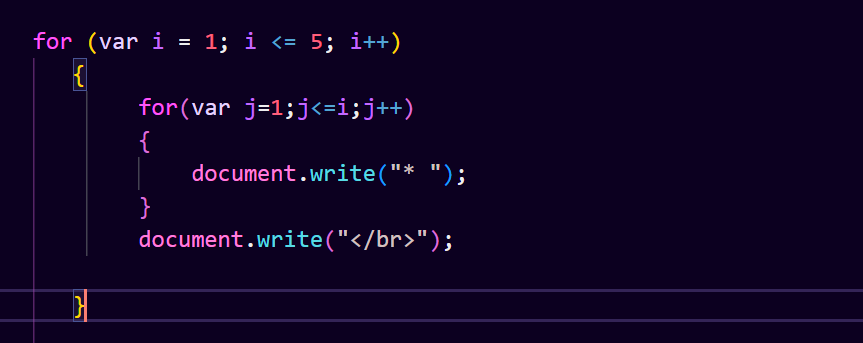 for (var i = 1; i <= 5; i++)
{
for(var j=1;j<=i;j++)
{
document.write("* ");
}
document.write("</br>");
}